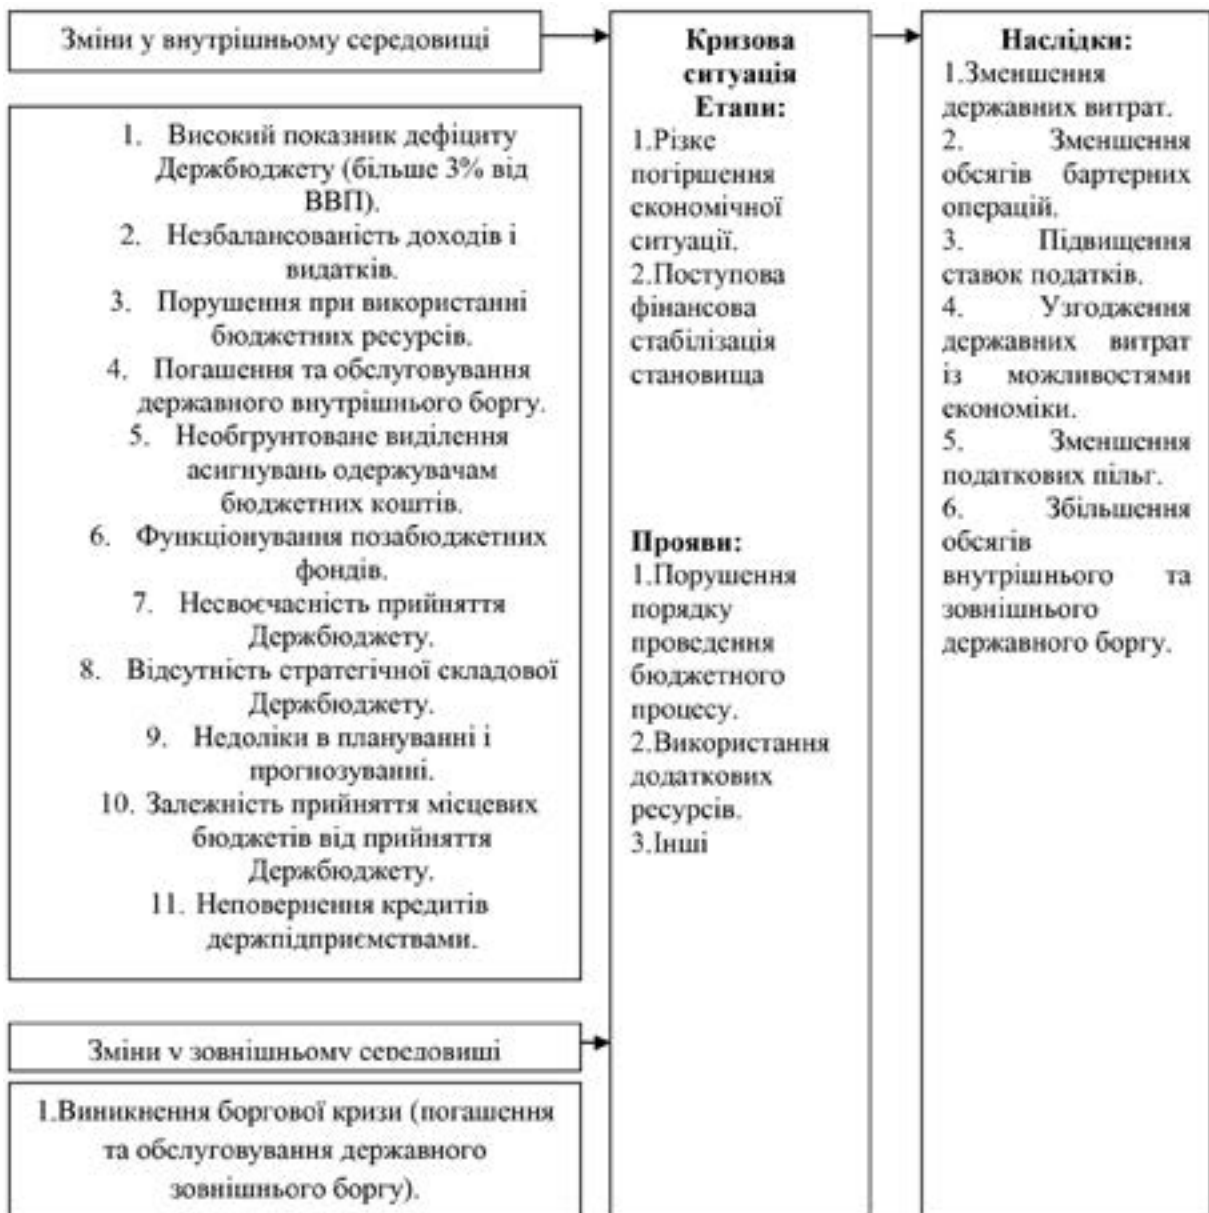 Зміни у внутрішньому середовищі
1. Високий показник дефіциту
Держбюджету (більше 3% від
ВВП).
2. Незбалансованість доходів і
видатків.
3. Порушення при використанні
бюджетних ресурсів.
4. Погашення та обслуговування
державного внутрішнього боргу.
5. Необгрунтоване виділення
асигнувань одержувачам
бюджетних коштів.
6. Функціонування позабюджетних
фондів.
7. Несвоєчасність прийняття
Держбюджету.
8. Відсутність стратегічної складової
Держбюджету.
9. Недоліки в плануванні і
прогнозуванні.
10. Залежність прийняття місцевих
бюджетів від прийняття
Держбюджету.
11. Неповернення кредитів
держпідприємствами.
Зміни у зовнішньому середовищі
1.Виникнення боргової кризи (погашення
та обслуговування державного
зовнішнього боргу).
Кризова
ситуація
Етапи:
1.Різке
погіршення
економічної
ситуації.
2.Поступова
фінансова
стабілізація
становища
Прояви:
1.Порушення
порядку
проведення
бюджетного
процесу.
2.Використання
додаткових
ресурсів.
3.Інші
Наслідки:
1.Зменшення
державних витрат.
2. Зменшення
обсягів бартерних
операцій.
3. Підвищення
ставок податків.
4. Узгодження
державних витрат
із можливостями
економіки.
5. Зменшення
податкових пільг.
6. Збільшення
обсягів
внутрішнього та
зовнішнього
державного боргу.